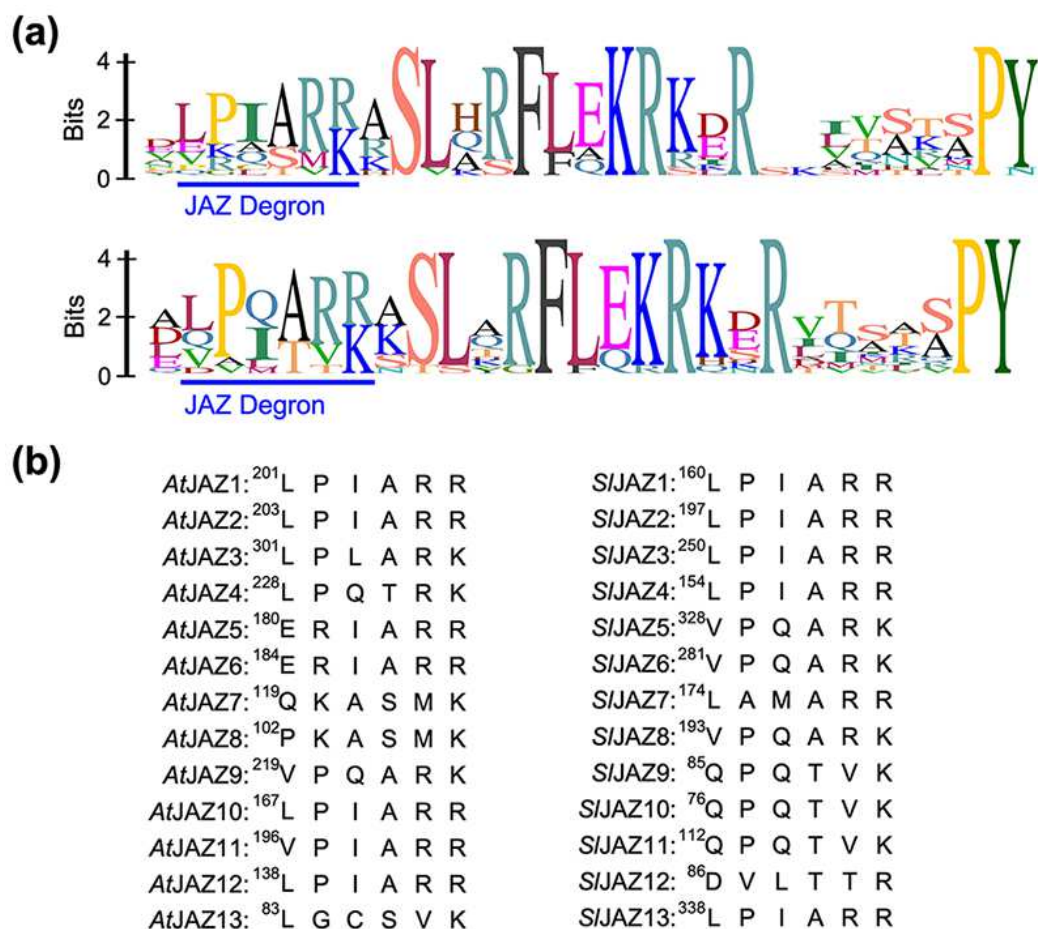 (a)
4
Bits
2
0
JAZ Degron
4
Bits
2
0
JAZ Degron
(b)
AtJAZ1: 201L P I A R R
AtJAZ2: 203L P I A R R
AtJAZ3: 301L P L A R K
AtJAZ4: 228L P Q T R K
AtJAZ5: 180E R I A R R
AtJAZ6: 184E R I A R R
AtJAZ7: 119Q K A S M K
AtJAZ8: 102P K A S M K
AtJAZ9: 219V P Q A R K
AtJAZ10: 167L P I A R R
AtJAZ11: 196V P I A R R
AtJAZ12: 138L P I A R R
AtJAZ13: 83L G C S V K
SlJAZ1: 160L P I A R R
SlJAZ2: 197L P I A R R
SlJAZ3: 250L P I A R R
SlJAZ4: 154L P I A R R
SlJAZ5: 328V P Q A R K
SlJAZ6: 281V P Q A R K
SlJAZ7: 174L A M A R R
SlJAZ8: 193V P Q A R K
SlJAZ9: 85Q P Q T V K
SlJAZ10: 76Q P Q T V K
SlJAZ11: 112Q P Q T V K
SlJAZ12: 86D V L T T R
SlJAZ13: 338L P I A R R